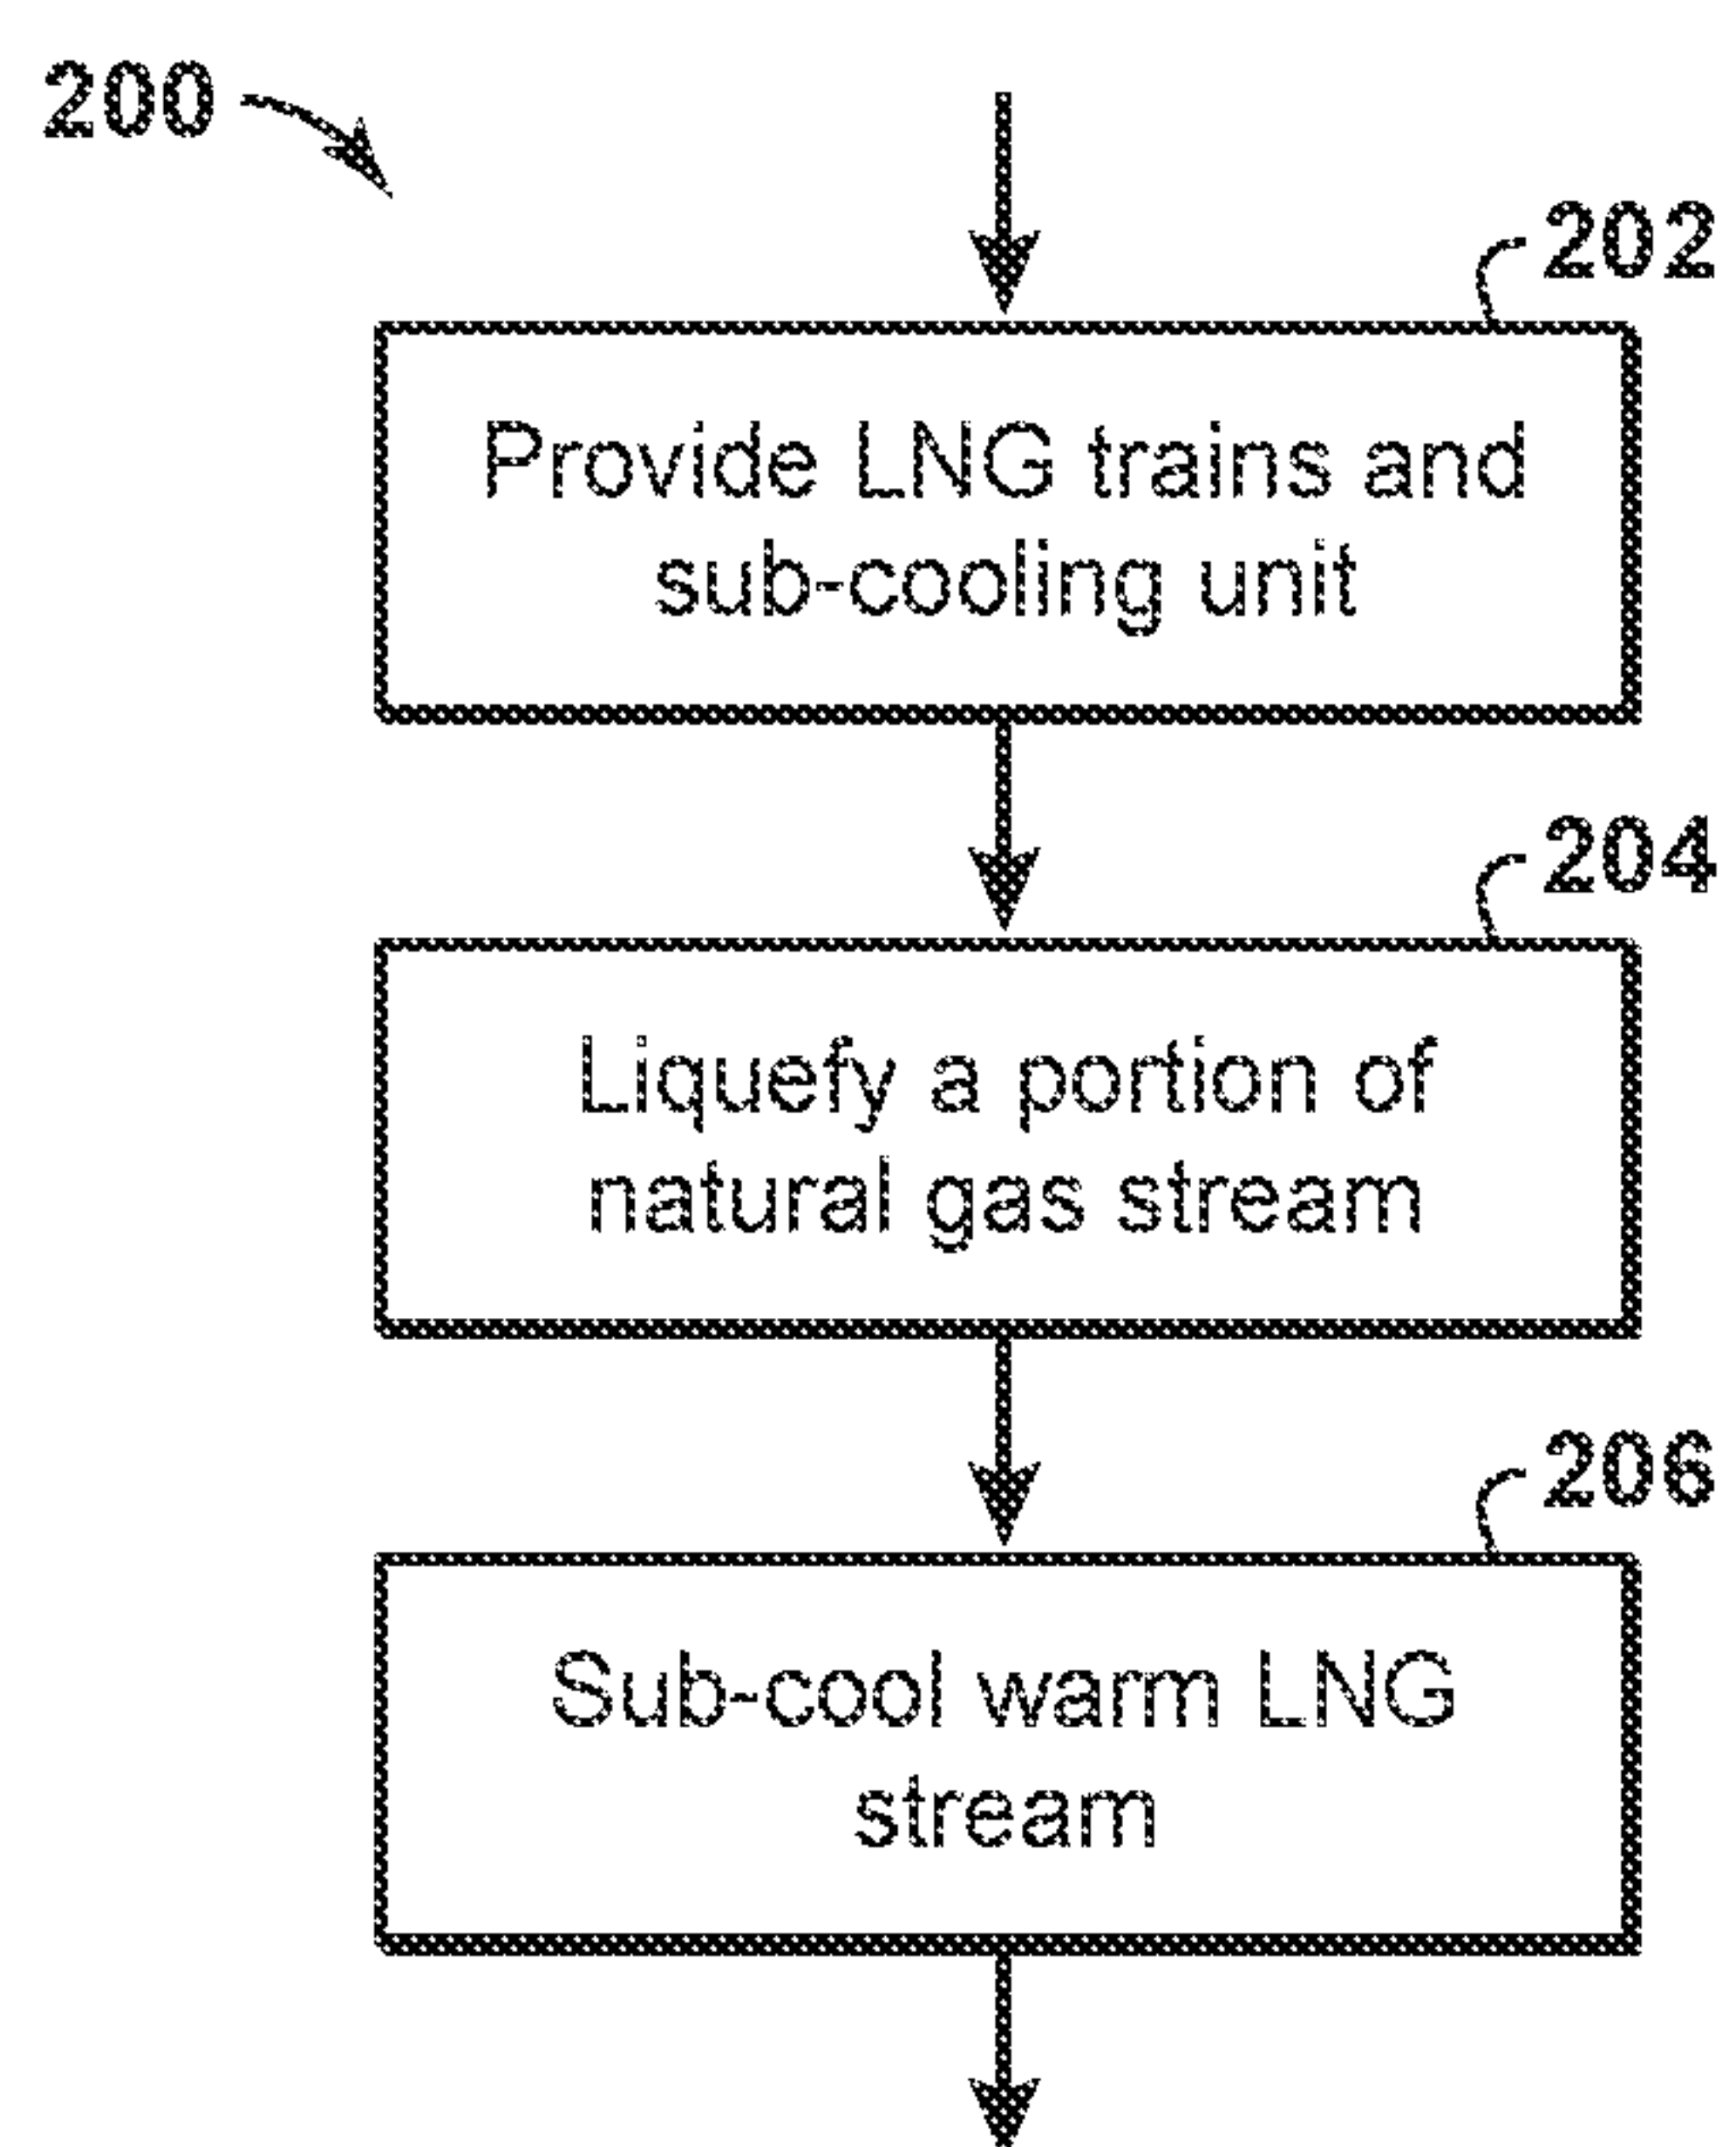 200
202
Provide LNG trains and
sub-cooling unit
204
Liquefy a portion of
natural gas stream
206
Sub-cool warm LNG
stream